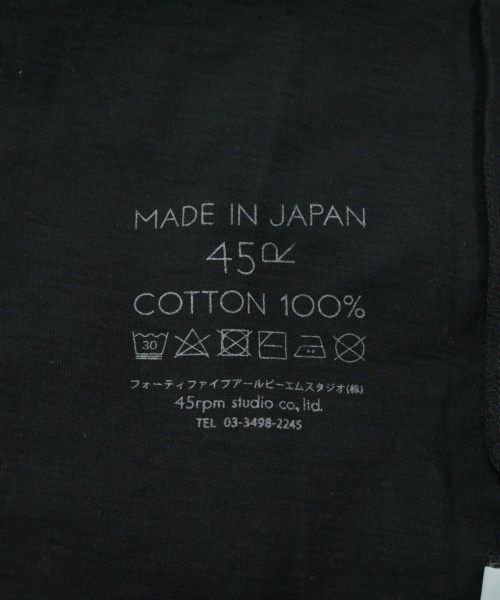 MADE IN JAPAN
45R
COTTON 100%
30
フォーティファイブアールピーエムスタジオ(株)
45rpm studio co., ltd.
TEL 03-3498-2245